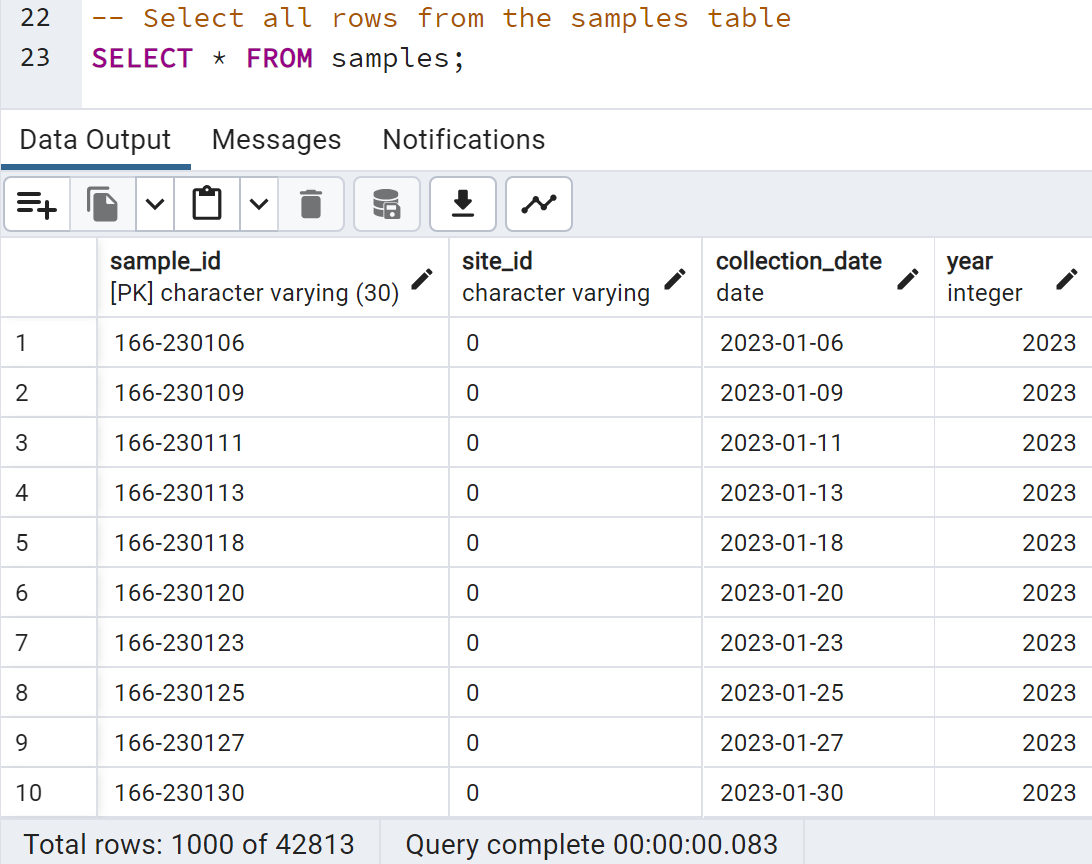 22 -- Select all rows from the samples table
23 SELECT * FROM samples;
Data Output Messages Notifications
sample_id site_id collection_date year
[PK] character varying (30) character varying date integer
1 166-230106 0 2023-01-06 2023
2 166-230109 0 2023-01-09 2023
3 166-230111 0 2023-01-11 2023
4 166-230113 0 2023-01-13 2023
5 166-230118 0 2023-01-18 2023
6 166-230120 0 2023-01-20 2023
7 166-230123 0 2023-01-23 2023
8 166-230125 0 2023-01-25 2023
9 166-230127 0 2023-01-27 2023
10 166-230130 0 2023-01-30 2023
Total rows: 1000 of 42813 Query complete 00:00:00.083